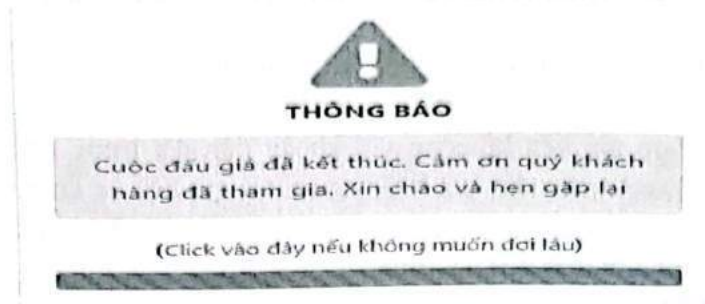 THÔNG BÁO
Cuộc đấu giá đã kết thúc. Cảm ơn quý khách
hàng đã tham gia. Xin chào và hẹn gặp lại
(Click vào đây nếu không muốn đợi lâu)